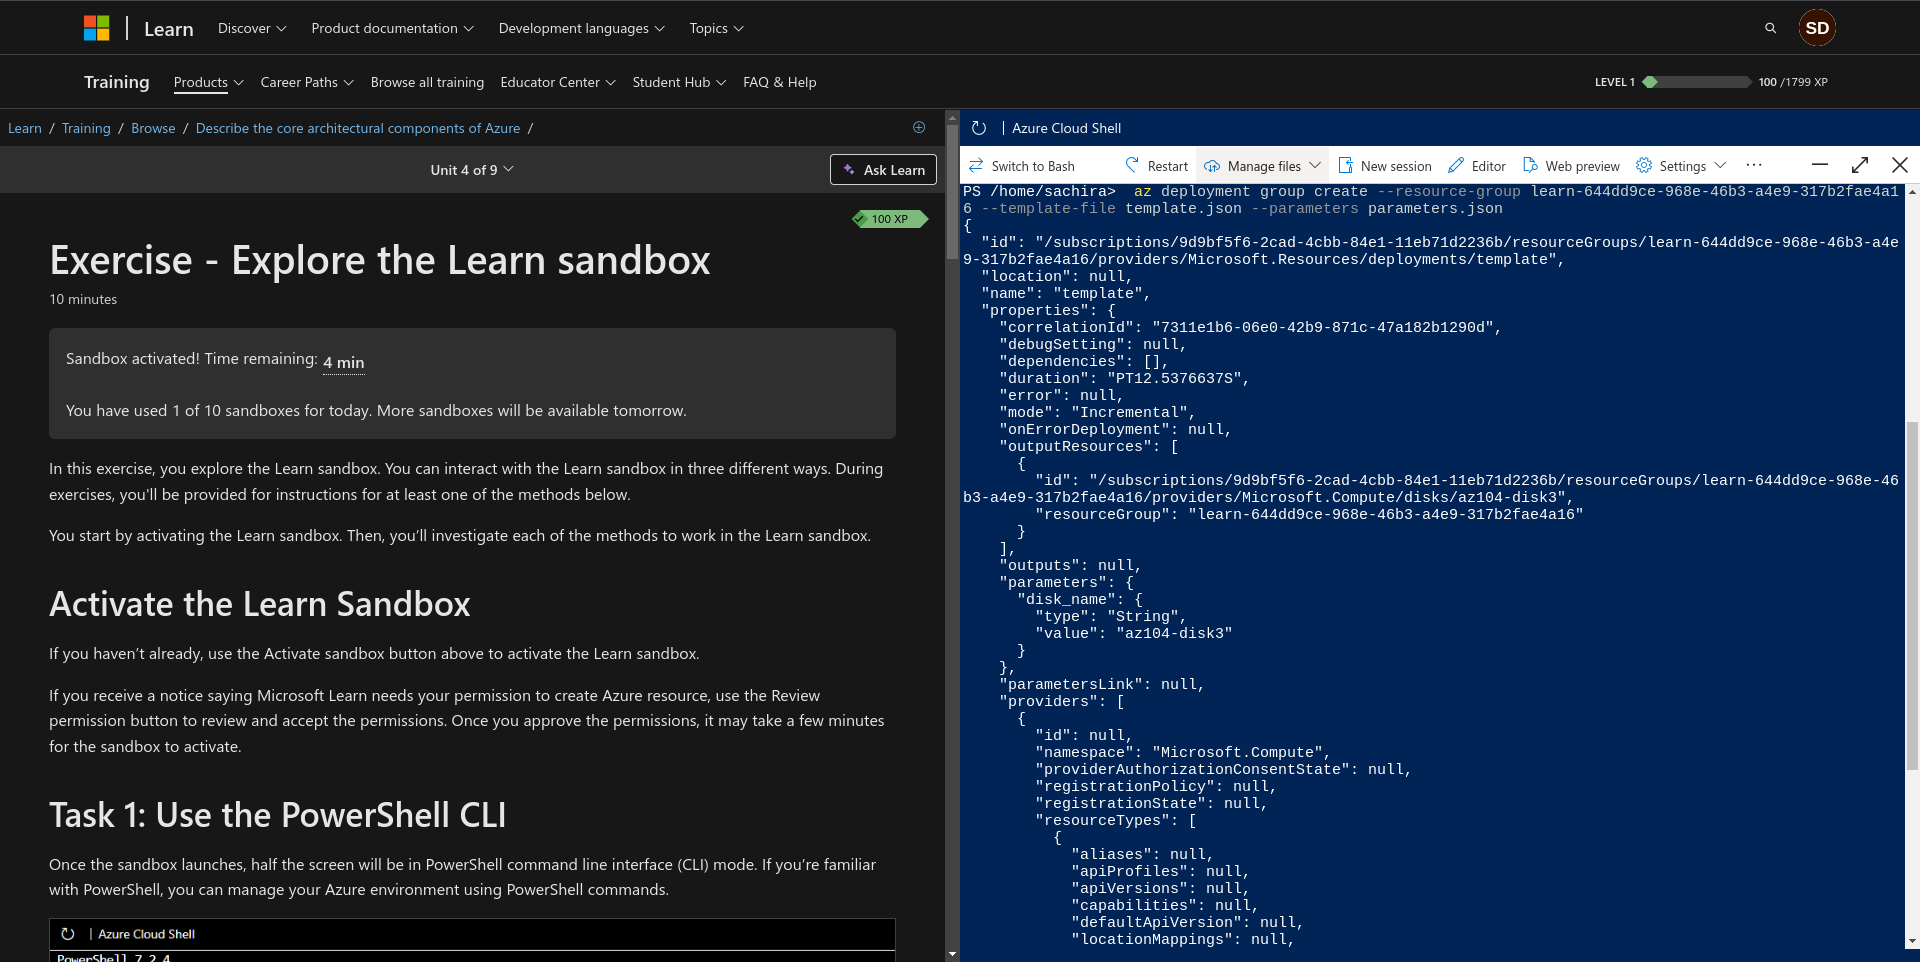 Learn Discover Product documentation Development languages Topics SD
Training Products Career Paths Browse all training Educator Center Student Hub FAQ & Help LEVEL 1 100 /1799 XP
Learn / Training / Browse / Describe the core architectural components of Azure /
Unit 4 of 9 Ask Learn
100 XP
Exercise - Explore the Learn sandbox
10 minutes
Sandbox activated! Time remaining: 4 min
You have used 1 of 10 sandboxes for today. More sandboxes will be available tomorrow.
In this exercise, you explore the Learn sandbox. You can interact with the Learn sandbox in three different ways. During
exercises, you'll be provided for instructions for at least one of the methods below.
You start by activating the Learn sandbox. Then, you’ll investigate each of the methods to work in the Learn sandbox.
Activate the Learn Sandbox
If you haven’t already, use the Activate sandbox button above to activate the Learn sandbox.
If you receive a notice saying Microsoft Learn needs your permission to create Azure resource, use the Review
permission button to review and accept the permissions. Once you approve the permissions, it may take a few minutes
for the sandbox to activate.
Task 1: Use the PowerShell CLI
Once the sandbox launches, half the screen will be in PowerShell command line interface (CLI) mode. If you’re familiar
with PowerShell, you can manage your Azure environment using PowerShell commands.
| Azure Cloud Shell
PowerShell 7.2.4
| Azure Cloud Shell
Switch to Bash Restart Manage files New session Editor Web preview Settings ···
PS /home/sachira>  az deployment group create --resource-group learn-644dd9ce-968e-46b3-a4e9-317b2fae4a1
6 --template-file template.json --parameters parameters.json
{
  "id": "/subscriptions/9d9bf5f6-2cad-4cbb-84e1-11eb71d2236b/resourceGroups/learn-644dd9ce-968e-46b3-a4e
9-317b2fae4a16/providers/Microsoft.Resources/deployments/template",
  "location": null,
  "name": "template",
  "properties": {
    "correlationId": "7311e1b6-06e0-42b9-871c-47a182b1290d",
    "debugSetting": null,
    "dependencies": [],
    "duration": "PT12.5376637S",
    "error": null,
    "mode": "Incremental",
    "onErrorDeployment": null,
    "outputResources": [
      {
        "id": "/subscriptions/9d9bf5f6-2cad-4cbb-84e1-11eb71d2236b/resourceGroups/learn-644dd9ce-968e-46
b3-a4e9-317b2fae4a16/providers/Microsoft.Compute/disks/az104-disk3",
        "resourceGroup": "learn-644dd9ce-968e-46b3-a4e9-317b2fae4a16"
      }
    ],
    "outputs": null,
    "parameters": {
      "disk_name": {
        "type": "String",
        "value": "az104-disk3"
      }
    },
    "parametersLink": null,
    "providers": [
      {
        "id": null,
        "namespace": "Microsoft.Compute",
        "providerAuthorizationConsentState": null,
        "registrationPolicy": null,
        "registrationState": null,
        "resourceTypes": [
          {
            "aliases": null,
            "apiProfiles": null,
            "apiVersions": null,
            "capabilities": null,
            "defaultApiVersion": null,
            "locationMappings": null,